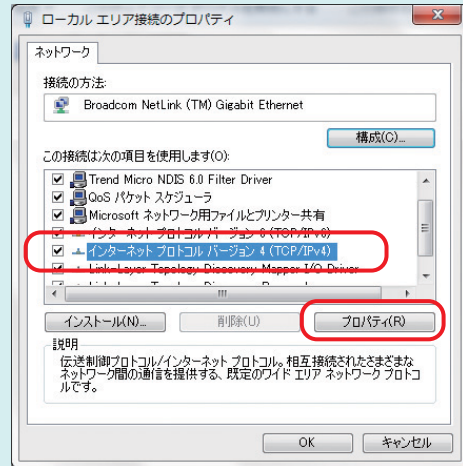 ローカル エリア接続のプロパティ
ネットワーク
接続の方法:
Broadcom NetLink (TM) Gigabit Ethernet
構成(C)...
この接続は次の項目を使用します(O):
Trend Micro NDIS 6.0 Filter Driver
QoS パケット スケジューラ
Microsoft ネットワーク用ファイルとプリンター共有
インターネット プロトコル バージョン 6 (TCP/IPv6)
インターネット プロトコル バージョン 4 (TCP/IPv4)
Link-Layer Topology Discovery Mapper I/O Driver
Link-Layer Topology
インストール(N)...
削除(U)
プロパティ(R)
説明
伝送制御プロトコル/インターネット プロトコル。相互接続されたさまざまな
ネットワーク間の通信を提供する、既定のワイド エリア ネットワーク プロトコ
ルです。
OK
キャンセル